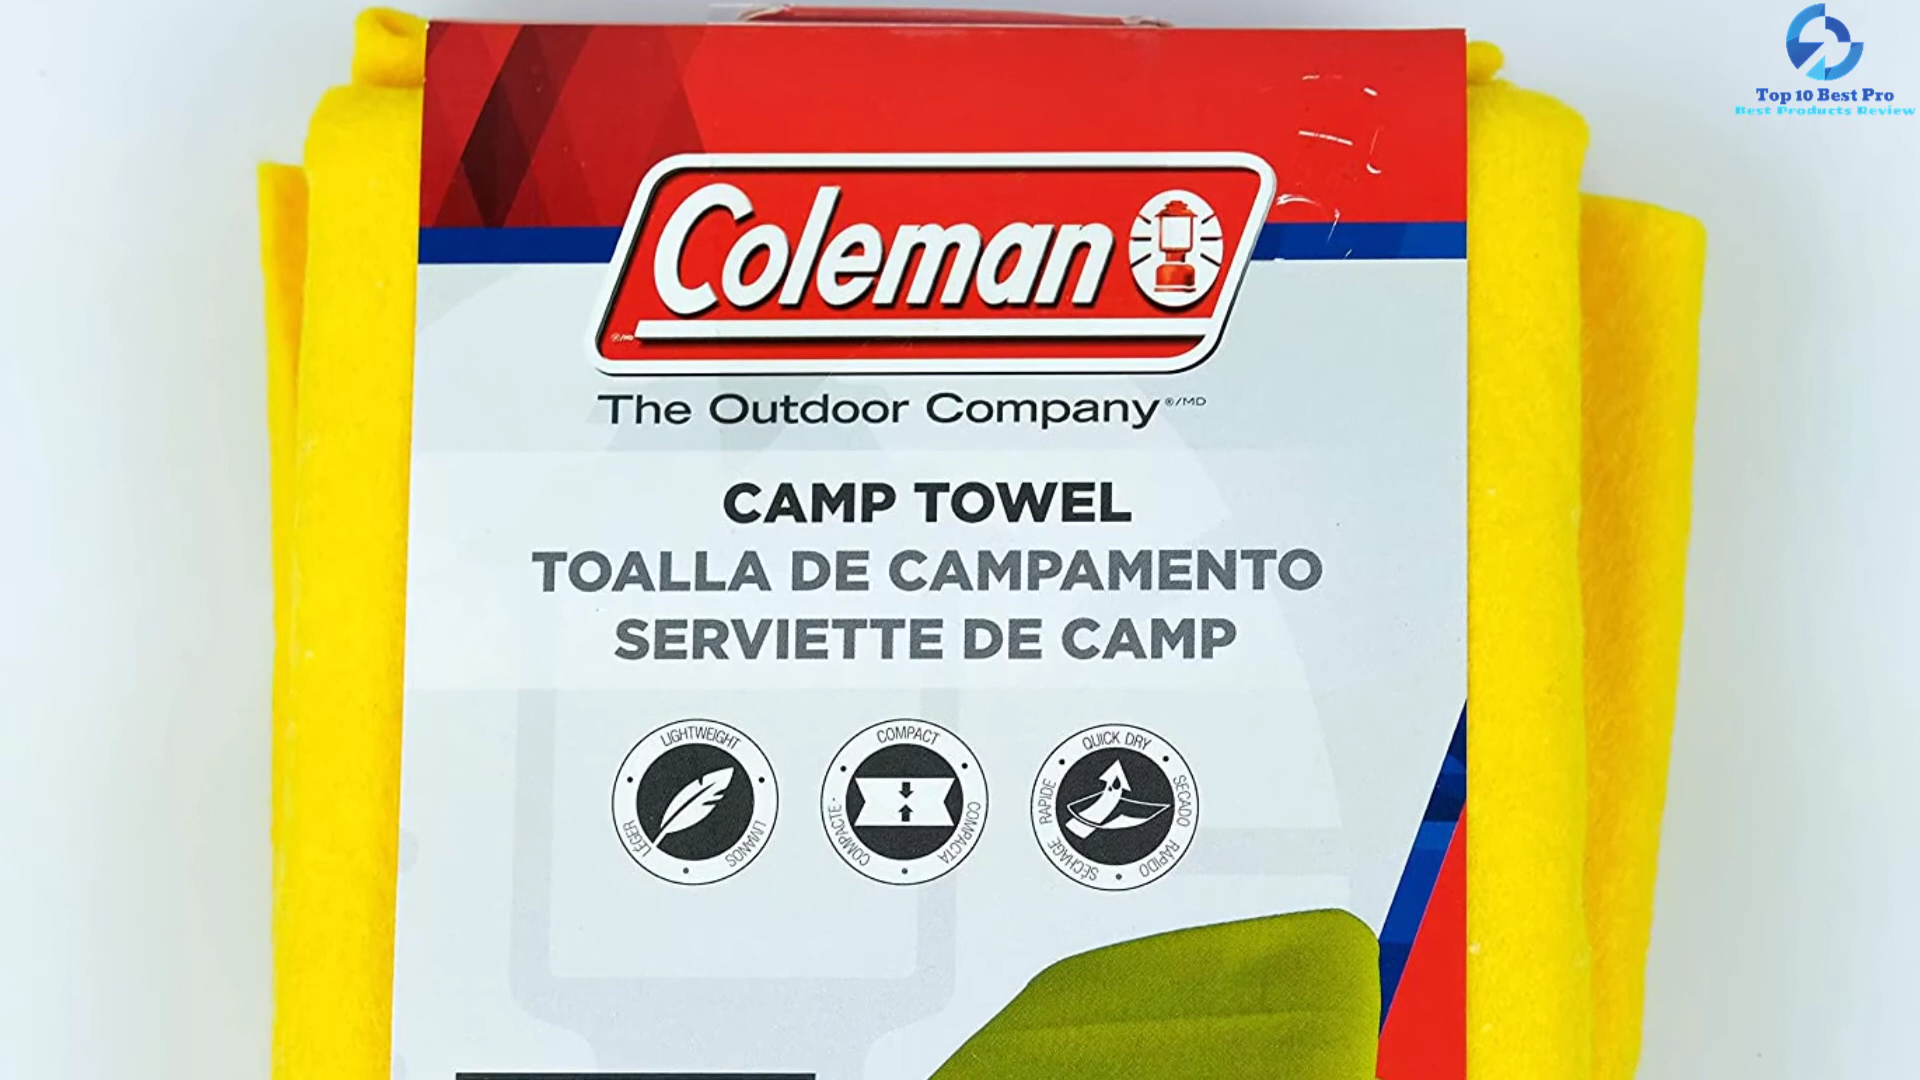 Top 10 Best Pro
Best Products Review
Coleman
®/MD
The Outdoor Company ®/MD
CAMP TOWEL
TOALLA DE CAMPAMENTO
SERVIETTE DE CAMP
LIGHTWEIGHT • LIVIANOS • LÉGER •
COMPACT • COMPACTA • COMPACTE •
QUICK DRY • SECADO RÁPIDO • SÉCHAGE RAPIDE •